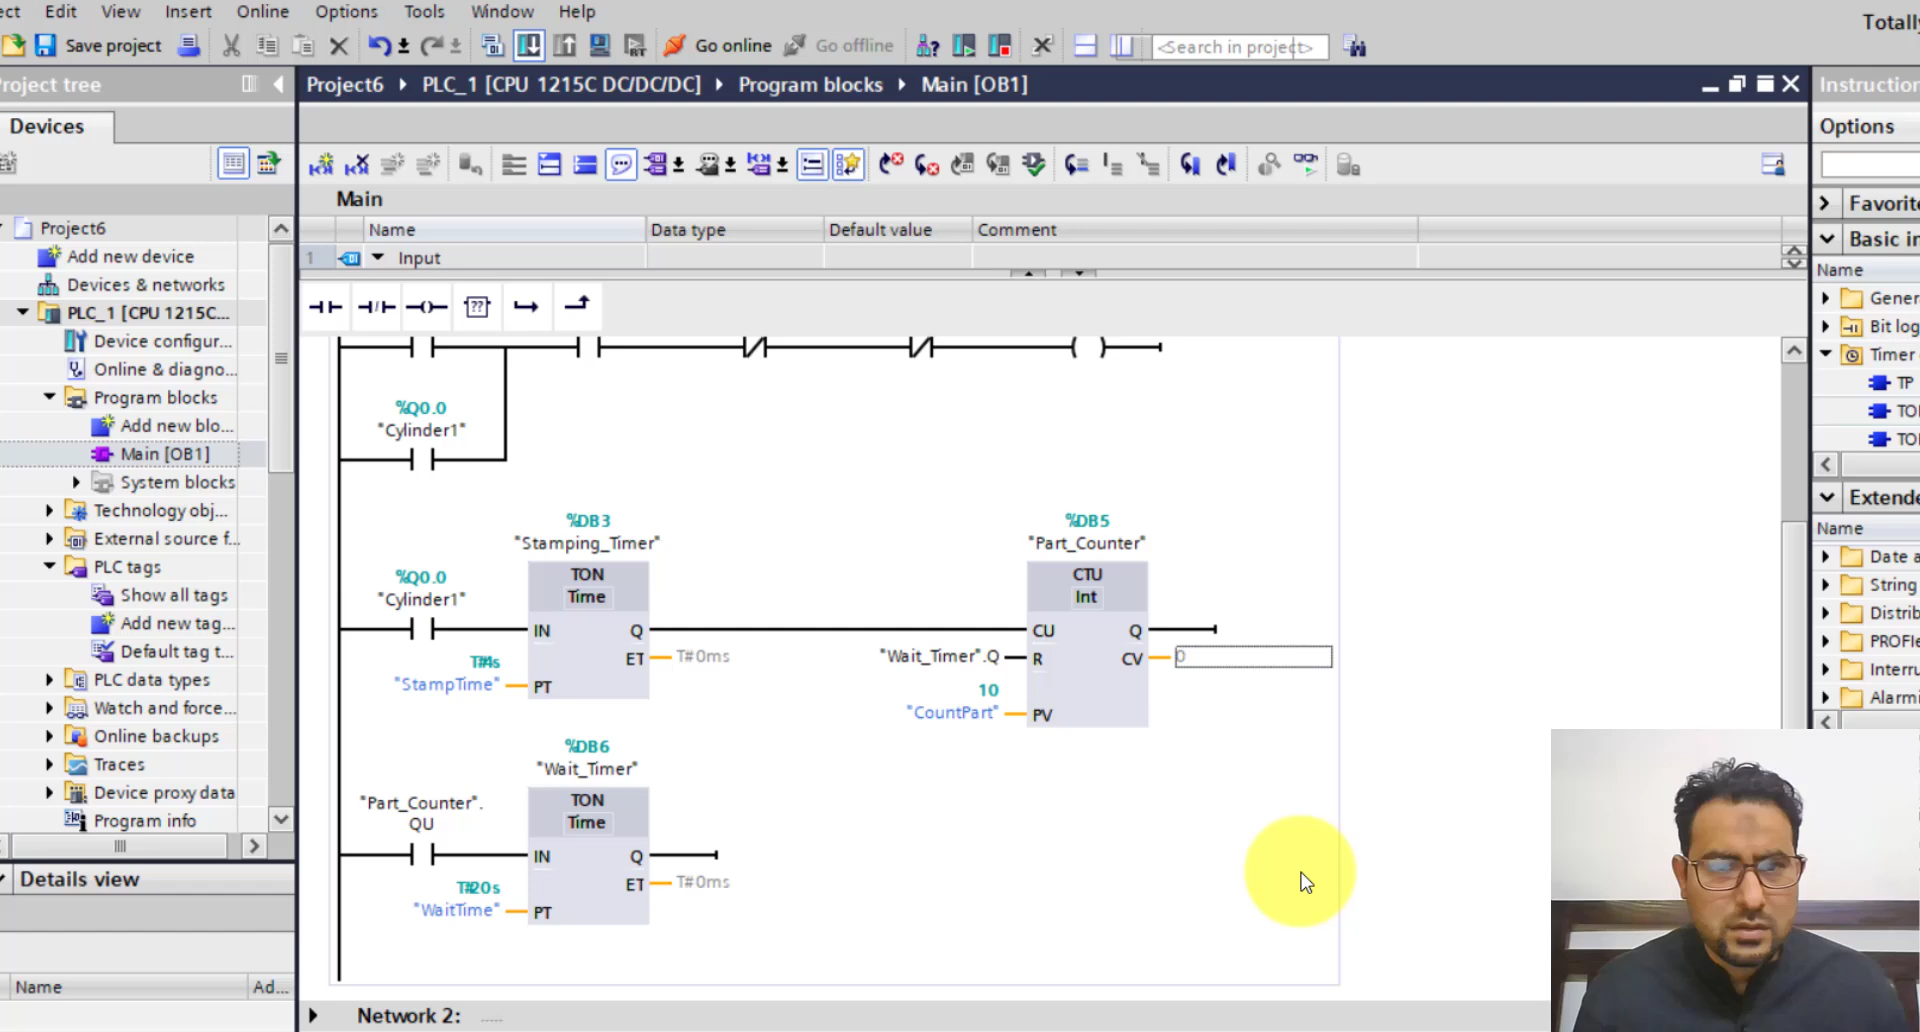 ect Edit View Insert Online Options Tools Window Help
Totally
Save project Go online Go offline <Search in project>
Project tree
Project6 PLC_1 [CPU 1215C DC/DC/DC] Program blocks Main [OB1]
Instruction
Devices
Options
Main
Name Data type Default value Comment
1 Input
Project6
Add new device
Devices & networks
PLC_1 [CPU 1215C...
Device configur...
Online & diagno...
Program blocks
Add new blo...
Main [OB1]
System blocks
Technology obj...
External source f...
PLC tags
Show all tags
Add new tag...
Default tag t...
PLC data types
Watch and force...
Online backups
Traces
Device proxy data
Program info
Details view
Name Ad...
%Q0.0
"Cylinder1"
%DB3
"Stamping_Timer"
TON
Time
%Q0.0
"Cylinder1"
IN Q
T#4s
ET T#0ms
"StampTime" PT
%DB5
"Part_Counter"
CTU
Int
CU Q
"Wait_Timer".Q R CV 0
10
"CountPart" PV
%DB6
"Wait_Timer"
TON
Time
"Part_Counter".
QU
IN Q
T#20s
ET T#0ms
"WaitTime" PT
Network 2: .....
Favorite
Basic in
Name
Gener
Bit log
Timer
TP
TO
TO
Extende
Name
Date a
String
Distrib
PROFIe
Interru
Alarmi